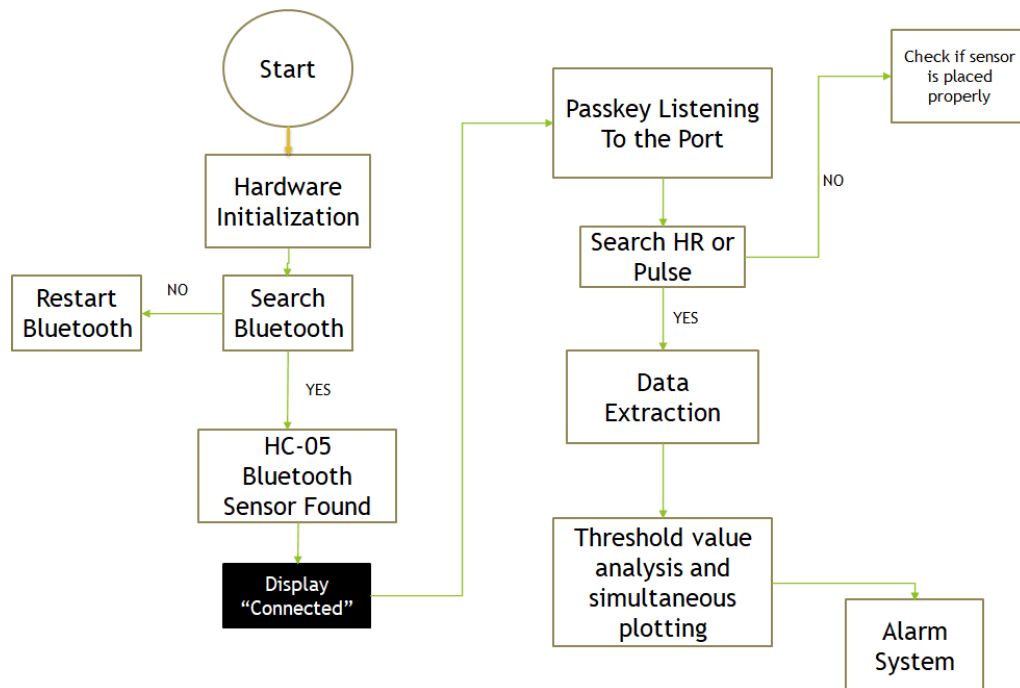 Start
Hardware
Initialization
NO
Restart
Bluetooth
Search
Bluetooth
YES
HC-05
Bluetooth
Sensor Found
Display
“Connected”
Passkey Listening
To the Port
Check if sensor
is placed
properly
NO
Search HR or
Pulse
YES
Data
Extraction
Threshold value
analysis and
simultaneous
plotting
Alarm
System